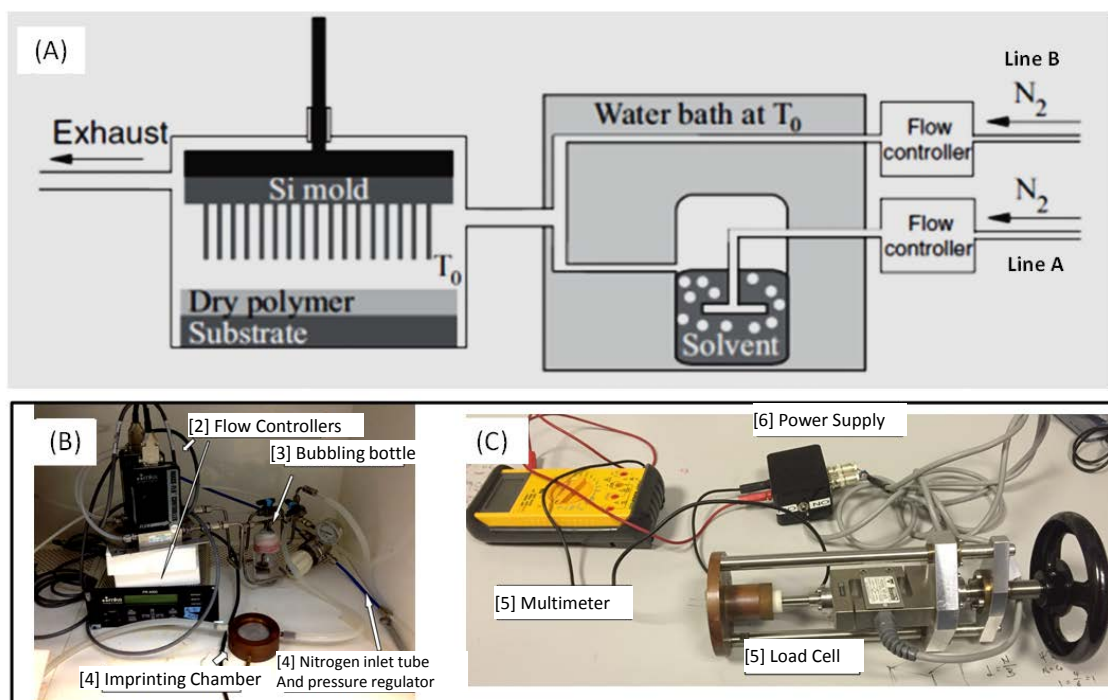 (A)
Line B
N2
Exhaust
Water bath at T0
Flow
controller
N2
Si mold
Flow
controller
T0
Line A
Dry polymer
Substrate
Solvent
(B)
[2] Flow Controllers
[3] Bubbling bottle
[4] Imprinting Chamber
[4] Nitrogen inlet tube
And pressure regulator
(C)
[6] Power Supply
[5] Multimeter
[5] Load Cell